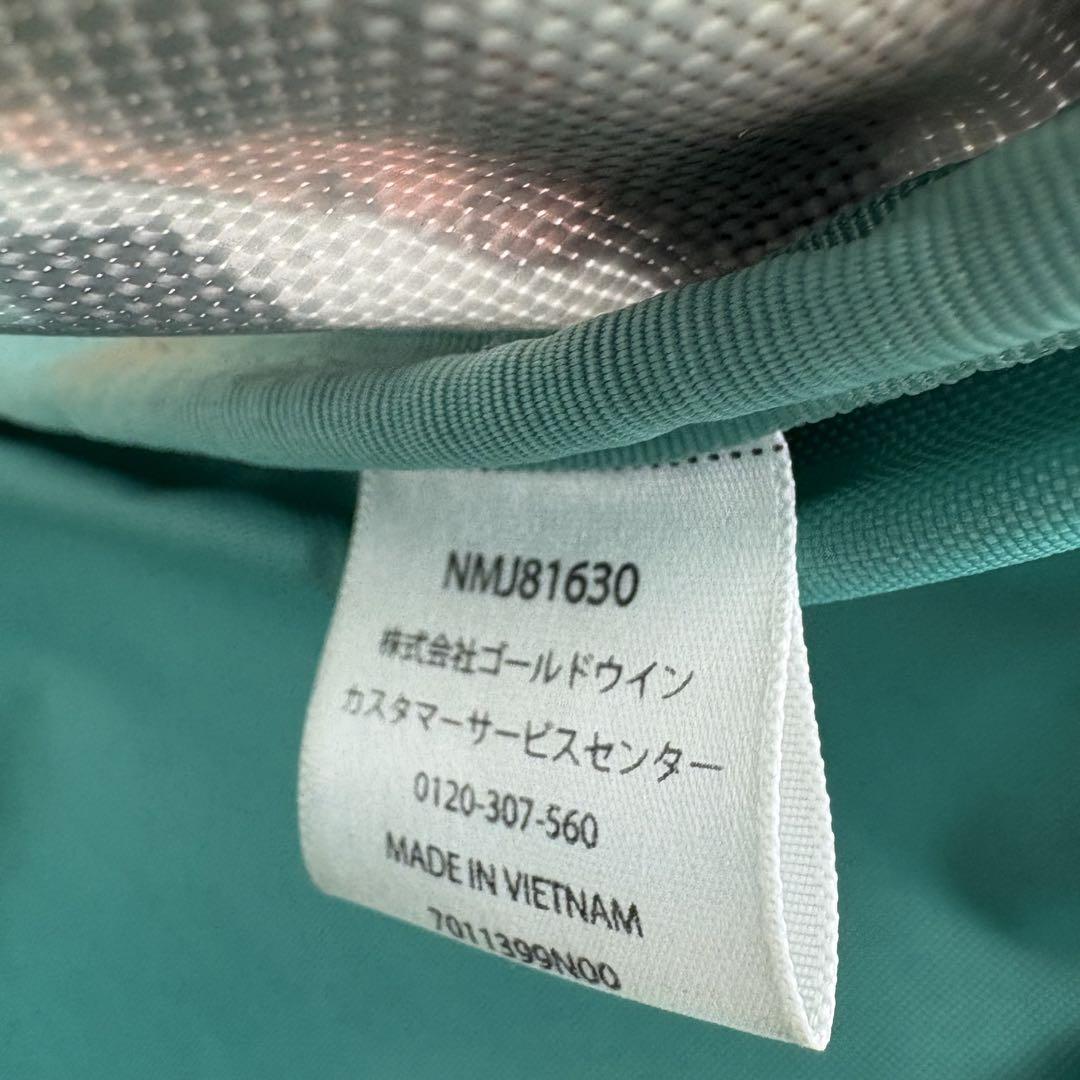 NMJ81630
株式会社ゴールドウイン
カスタマーサービスセンター
0120-307-560
MADE IN VIETNAM
7011399N00